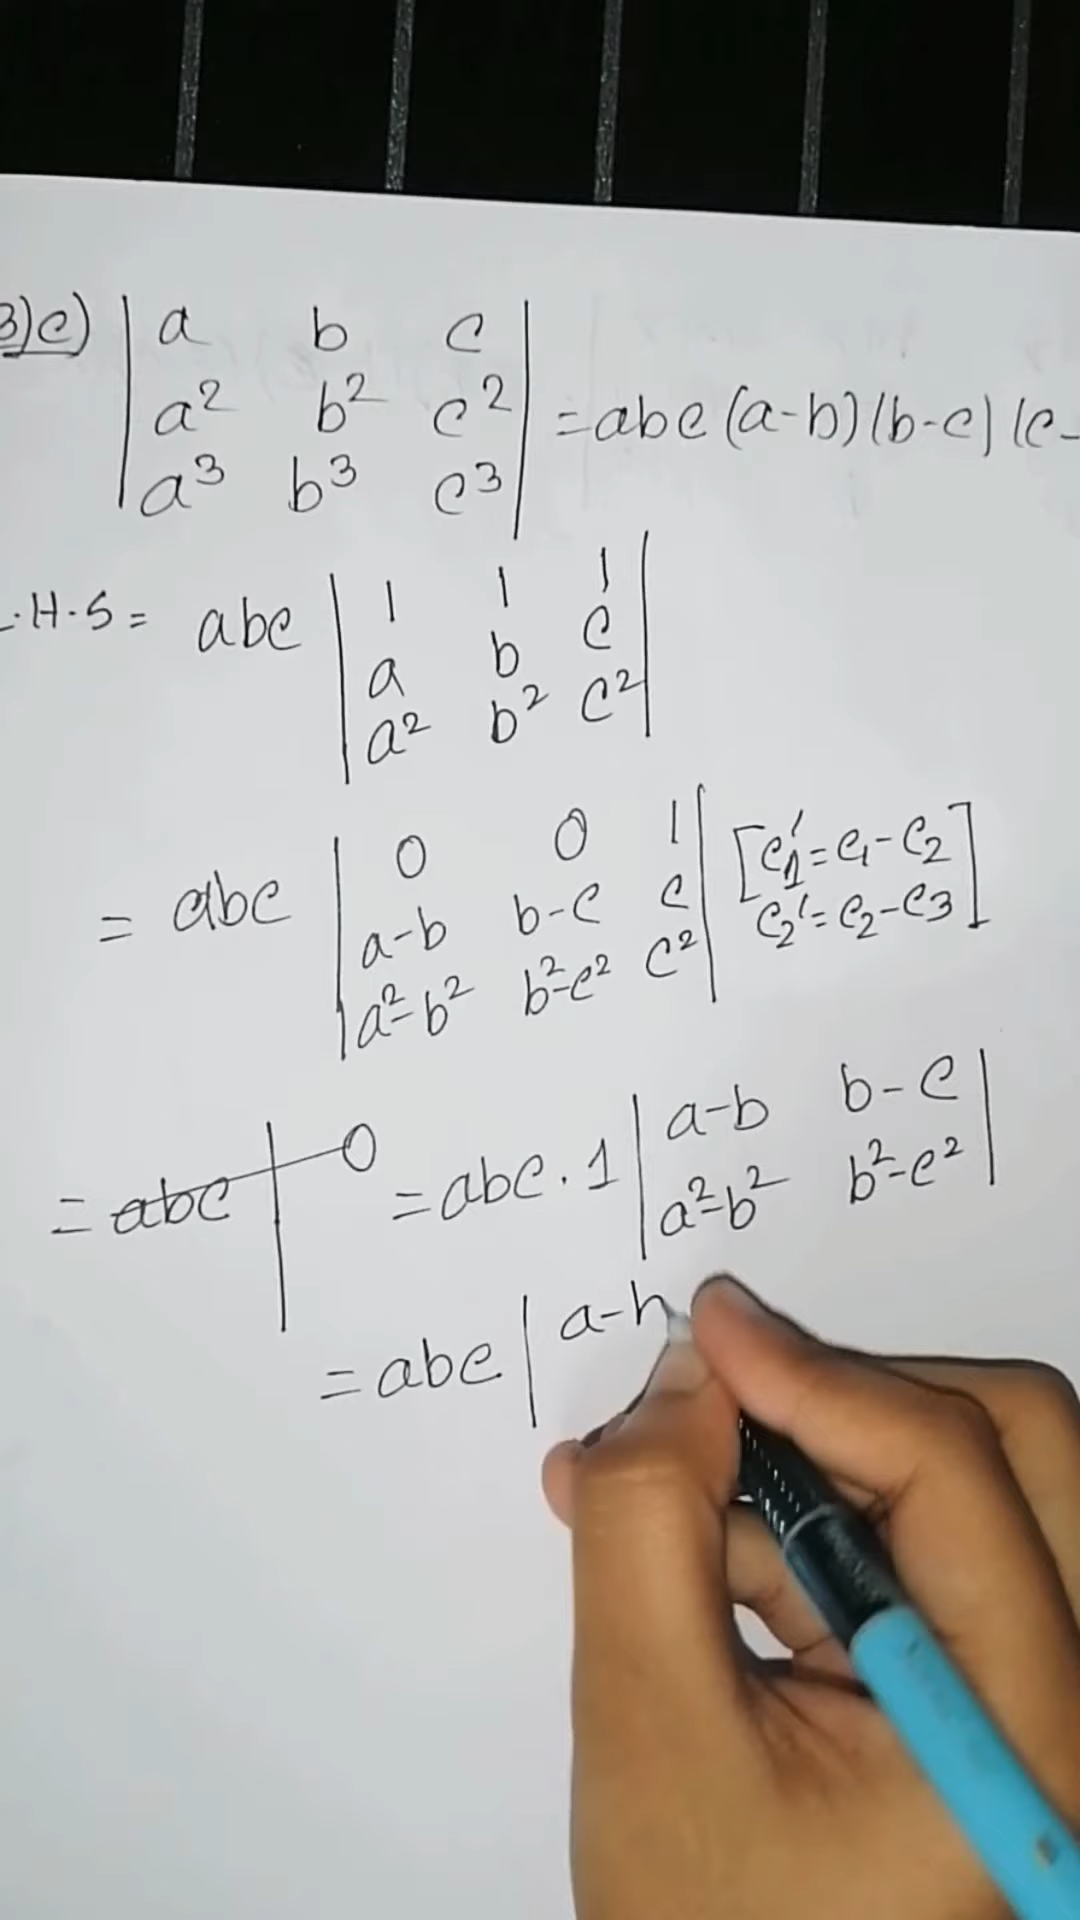 3)c) | a b c |
| a² b² c² | = abc (a-b) (b-c) (c-
| a³ b³ c³ |
L.H.S = abc | 1 1 1 |
| a b c |
| a² b² c² |
= abc | 0 0 1 | [c₁' = c₁ - c₂
| a-b b-c c | c₂' = c₂ - c₃]
| a²-b² b²-c² c² |
= abc | 0 = abc . 1 | a-b b-c |
| a²-b² b²-c² |
= abc | a-b